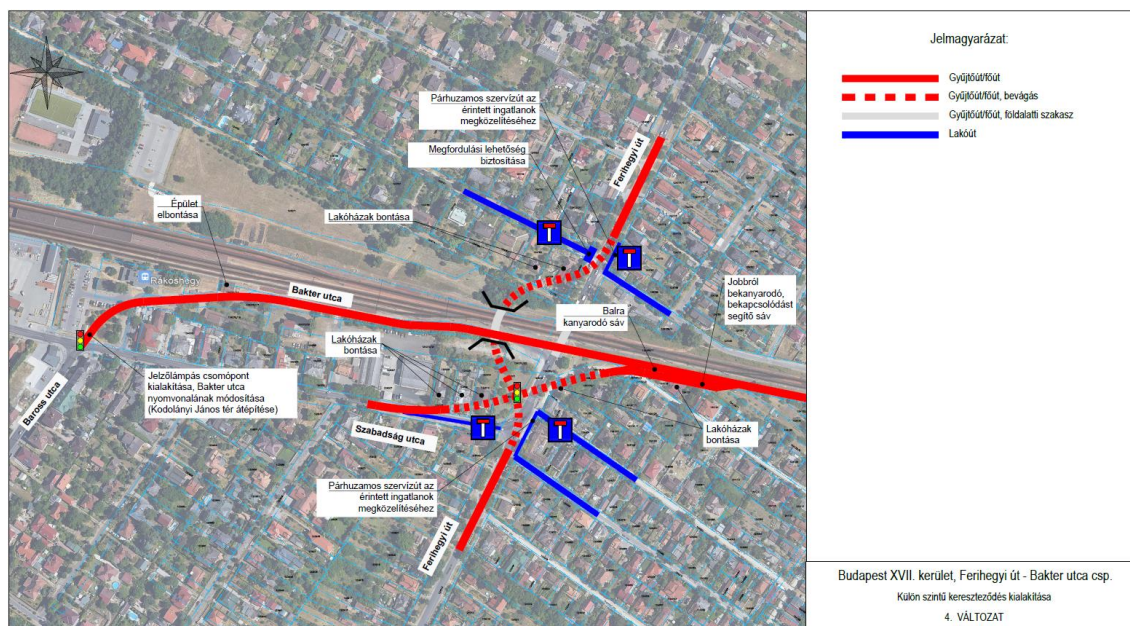 Párhuzamos szervízút az
érintett ingatlanok
megközelítéséhez
Megfordulási lehetőség
biztosítása
Ferihegyi út
Épület
elbontása
Lakóházak bontása
Rákoshegy
Bakter utca
Balra
kanyarodó sáv
Jobbról
bekanyarodó,
bekapcsolódást
segítő sáv
Lakóházak
bontása
Baross utca
Jelzőlámpás csomópont
kialakítása, Bakter utca
nyomvonalának módosítása
(Kodolányi János tér átépítése)
Szabadság utca
Lakóházak
bontása
Párhuzamos szervízút az
érintett ingatlanok
megközelítéséhez
Ferihegyi út
Jelmagyarázat:
Gyűjtőút/főút
Gyűjtőút/főút, bevágás
Gyűjtőút/főút, földalatti szakasz
Lakóút
Budapest XVII. kerület, Ferihegyi út - Bakter utca csp.
Külön szintű kereszteződés kialakítása
4. VÁLTOZAT